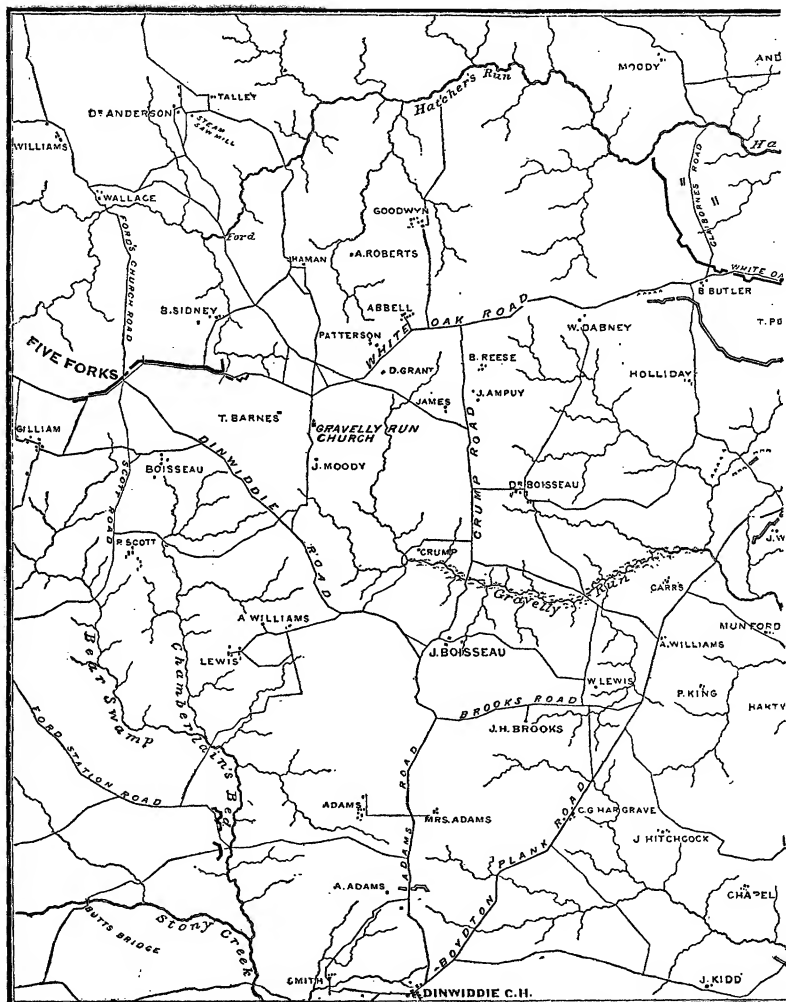 MOODY
AND
Hatcher's Run
TALLEY
DR ANDERSON
STEAM
SAW MILL
WILLIAMS
Ha
CLAIBORNES ROAD
WALLACE
FORD'S CHURCH ROAD
GOODWYN
Ford
HAMAN
A. ROBERTS
WHITE OA
B BUTLER
S. SIDNEY
ABBELL
WHITE OAK ROAD
W. DABNEY
T. PO
PATTERSON
FIVE FORKS
B. REESE
D. GRANT
HOLLIDAY
J. AMPUY
JAMES
T. BARNES
GRAVELLY RUN
CHURCH
GILLIAM
DINWIDDIE ROAD
CRUMP ROAD
BOISSEAU
J. MOODY
SCOTT ROAD
DR BOISSEAU
P. SCOTT
J. W
CRUMP
Gravelly Run
CARRS
A WILLIAMS
MUNFORD
Bear Swamp
Chamberlain's Bed
LEWIS
J. BOISSEAU
A. WILLIAMS
W. LEWIS
P. KING
BROOKS ROAD
HARTW
J. H. BROOKS
FORD STATION ROAD
ADAMS
ADAMS ROAD
MRS. ADAMS
C. G HARGRAVE
BOYDTON PLANK ROAD
J HITCHCOCK
A. ADAMS
CHAPEL
BUTTS BRIDGE
Stony Creek
SMITH
DINWIDDIE C.H.
J. KIDD